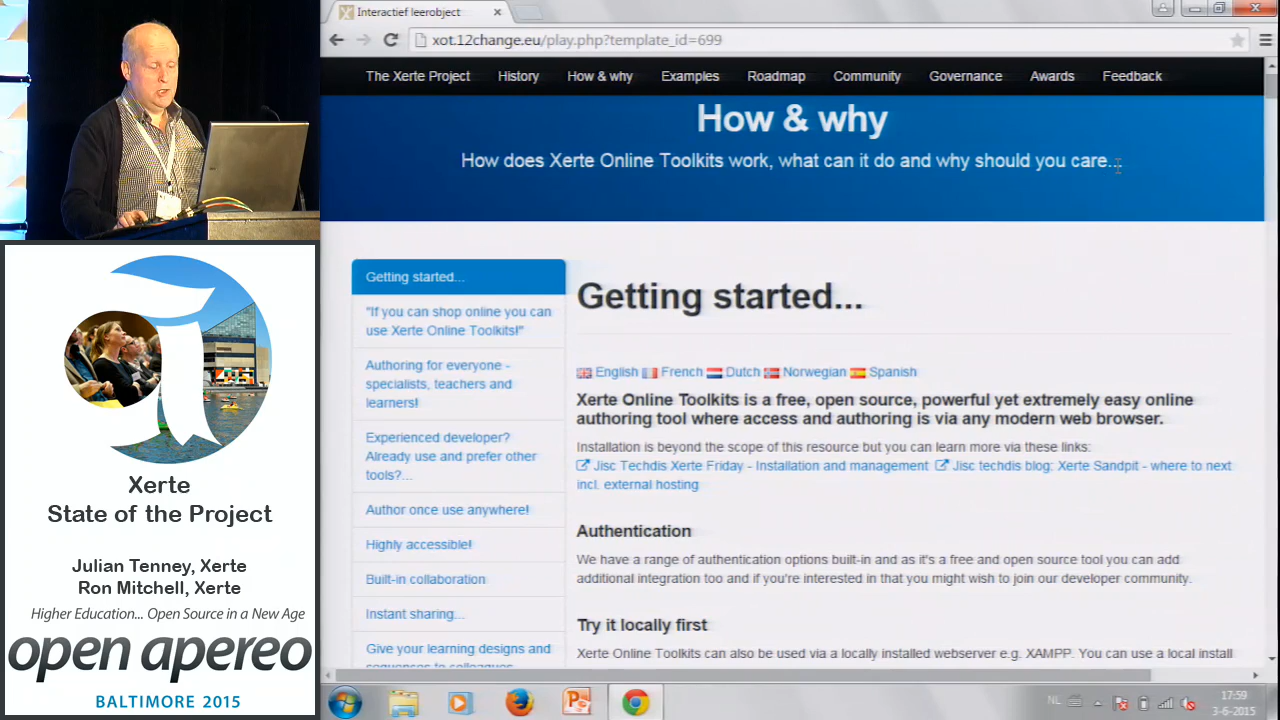 Interactief leerobject
xot.12change.eu/play.php?template_id=699
The Xerte Project History How & why Examples Roadmap Community Governance Awards Feedback
How & why
How does Xerte Online Toolkits work, what can it do and why should you care...
Getting started...
"If you can shop online you can
use Xerte Online Toolkits!"
Authoring for everyone -
specialists, teachers and
learners!
Experienced developer?
Already use and prefer other
tools?...
Author once use anywhere!
Highly accessible!
Built-in collaboration
Instant sharing...
Give your learning designs and
sequences to colleagues
Getting started...
English French Dutch Norwegian Spanish
Xerte Online Toolkits is a free, open source, powerful yet extremely easy online
authoring tool where access and authoring is via any modern web browser.
Installation is beyond the scope of this resource but you can learn more via these links:
Jisc Techdis Xerte Friday - Installation and management Jisc techdis blog: Xerte Sandpit - where to next
incl. external hosting
Authentication
We have a range of authentication options built-in and as it's a free and open source tool you can add
additional integration too and if you're interested in that you might wish to join our developer community.
Try it locally first
Xerte Online Toolkits can also be used via a locally installed webserver e.g. XAMPP. You can use a local install
NL
17:59
3-6-2015
Xerte
State of the Project
Julian Tenney, Xerte
Ron Mitchell, Xerte
Higher Education... Open Source in a New Age
open apereo
BALTIMORE 2015